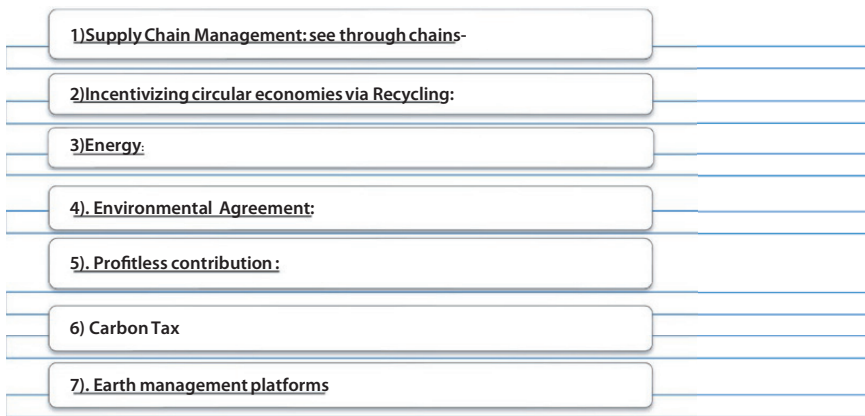 1)Supply Chain Management: see through chains-
2)Incentivizing circular economies via Recycling:
3)Energy:
4). Environmental Agreement:
5). Profitless contribution :
6) Carbon Tax
7). Earth management platforms